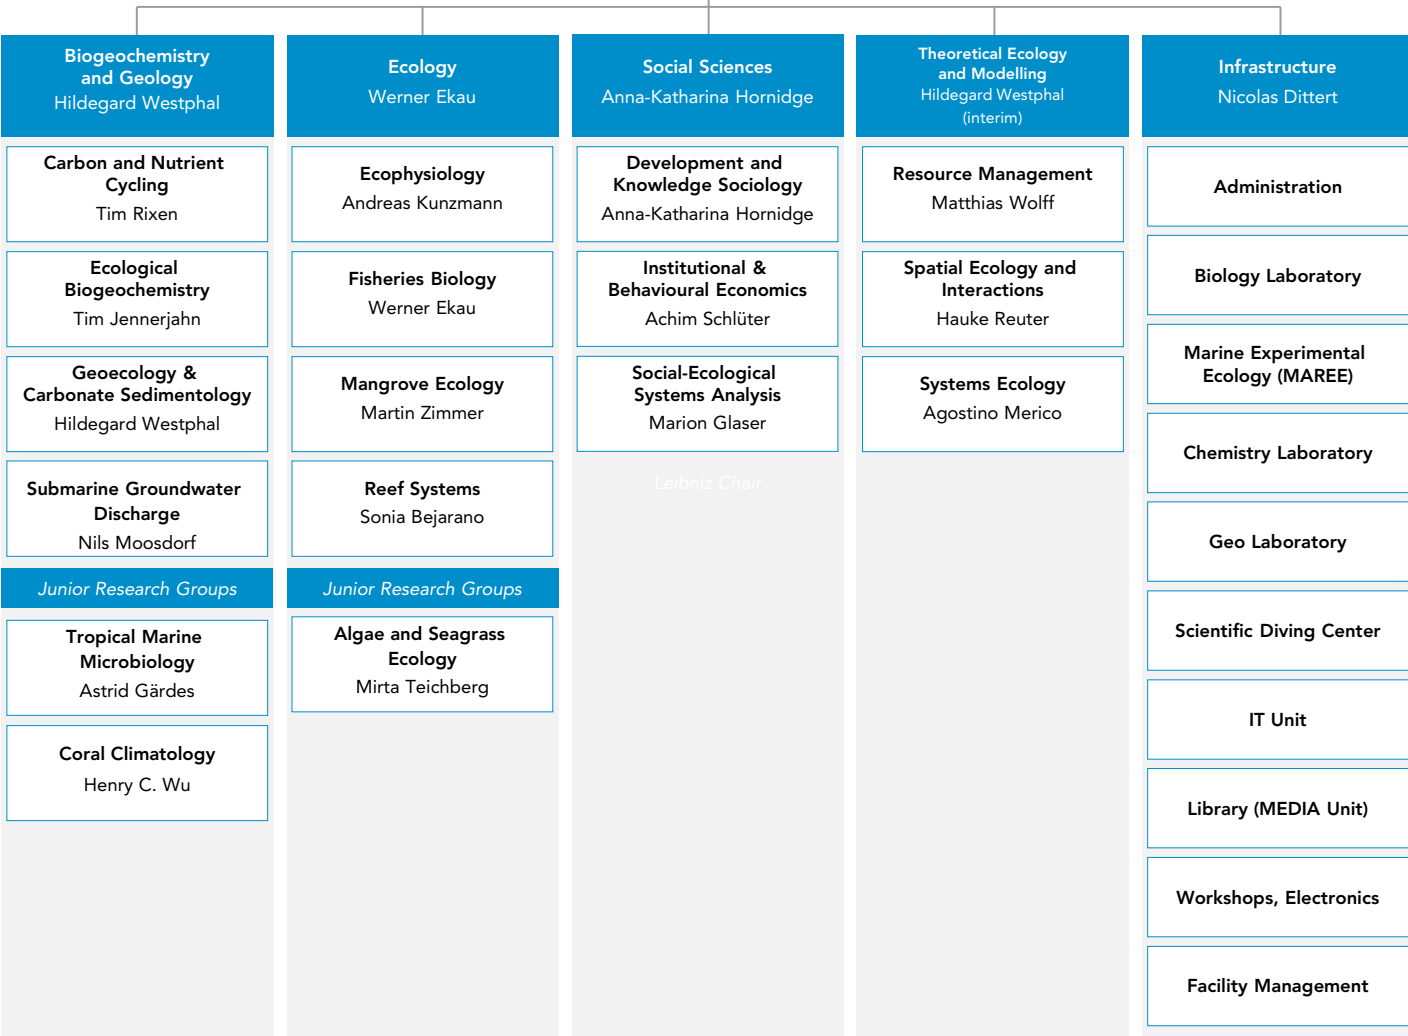 Biogeochemistry
and Geology
Hildegard Westphal
Carbon and Nutrient
Cycling
Tim Rixen
Ecological
Biogeochemistry
Tim Jennerjahn
Geoecology &
Carbonate Sedimentology
Hildegard Westphal
Submarine Groundwater
Discharge
Nils Moosdorf
Junior Research Groups
Tropical Marine
Microbiology
Astrid Gärdes
Coral Climatology
Henry C. Wu
Ecology
Werner Ekau
Ecophysiology
Andreas Kunzmann
Fisheries Biology
Werner Ekau
Mangrove Ecology
Martin Zimmer
Reef Systems
Sonia Bejarano
Junior Research Groups
Algae and Seagrass
Ecology
Mirta Teichberg
Social Sciences
Anna-Katharina Hornidge
Development and
Knowledge Sociology
Anna-Katharina Hornidge
Institutional &
Behavioural Economics
Achim Schlüter
Social-Ecological
Systems Analysis
Marion Glaser
Leibniz Chair
Theoretical Ecology
and Modelling
Hildegard Westphal
(interim)
Resource Management
Matthias Wolff
Spatial Ecology and
Interactions
Hauke Reuter
Systems Ecology
Agostino Merico
Infrastructure
Nicolas Dittert
Administration
Biology Laboratory
Marine Experimental
Ecology (MAREE)
Chemistry Laboratory
Geo Laboratory
Scientific Diving Center
IT Unit
Library (MEDIA Unit)
Workshops, Electronics
Facility Management